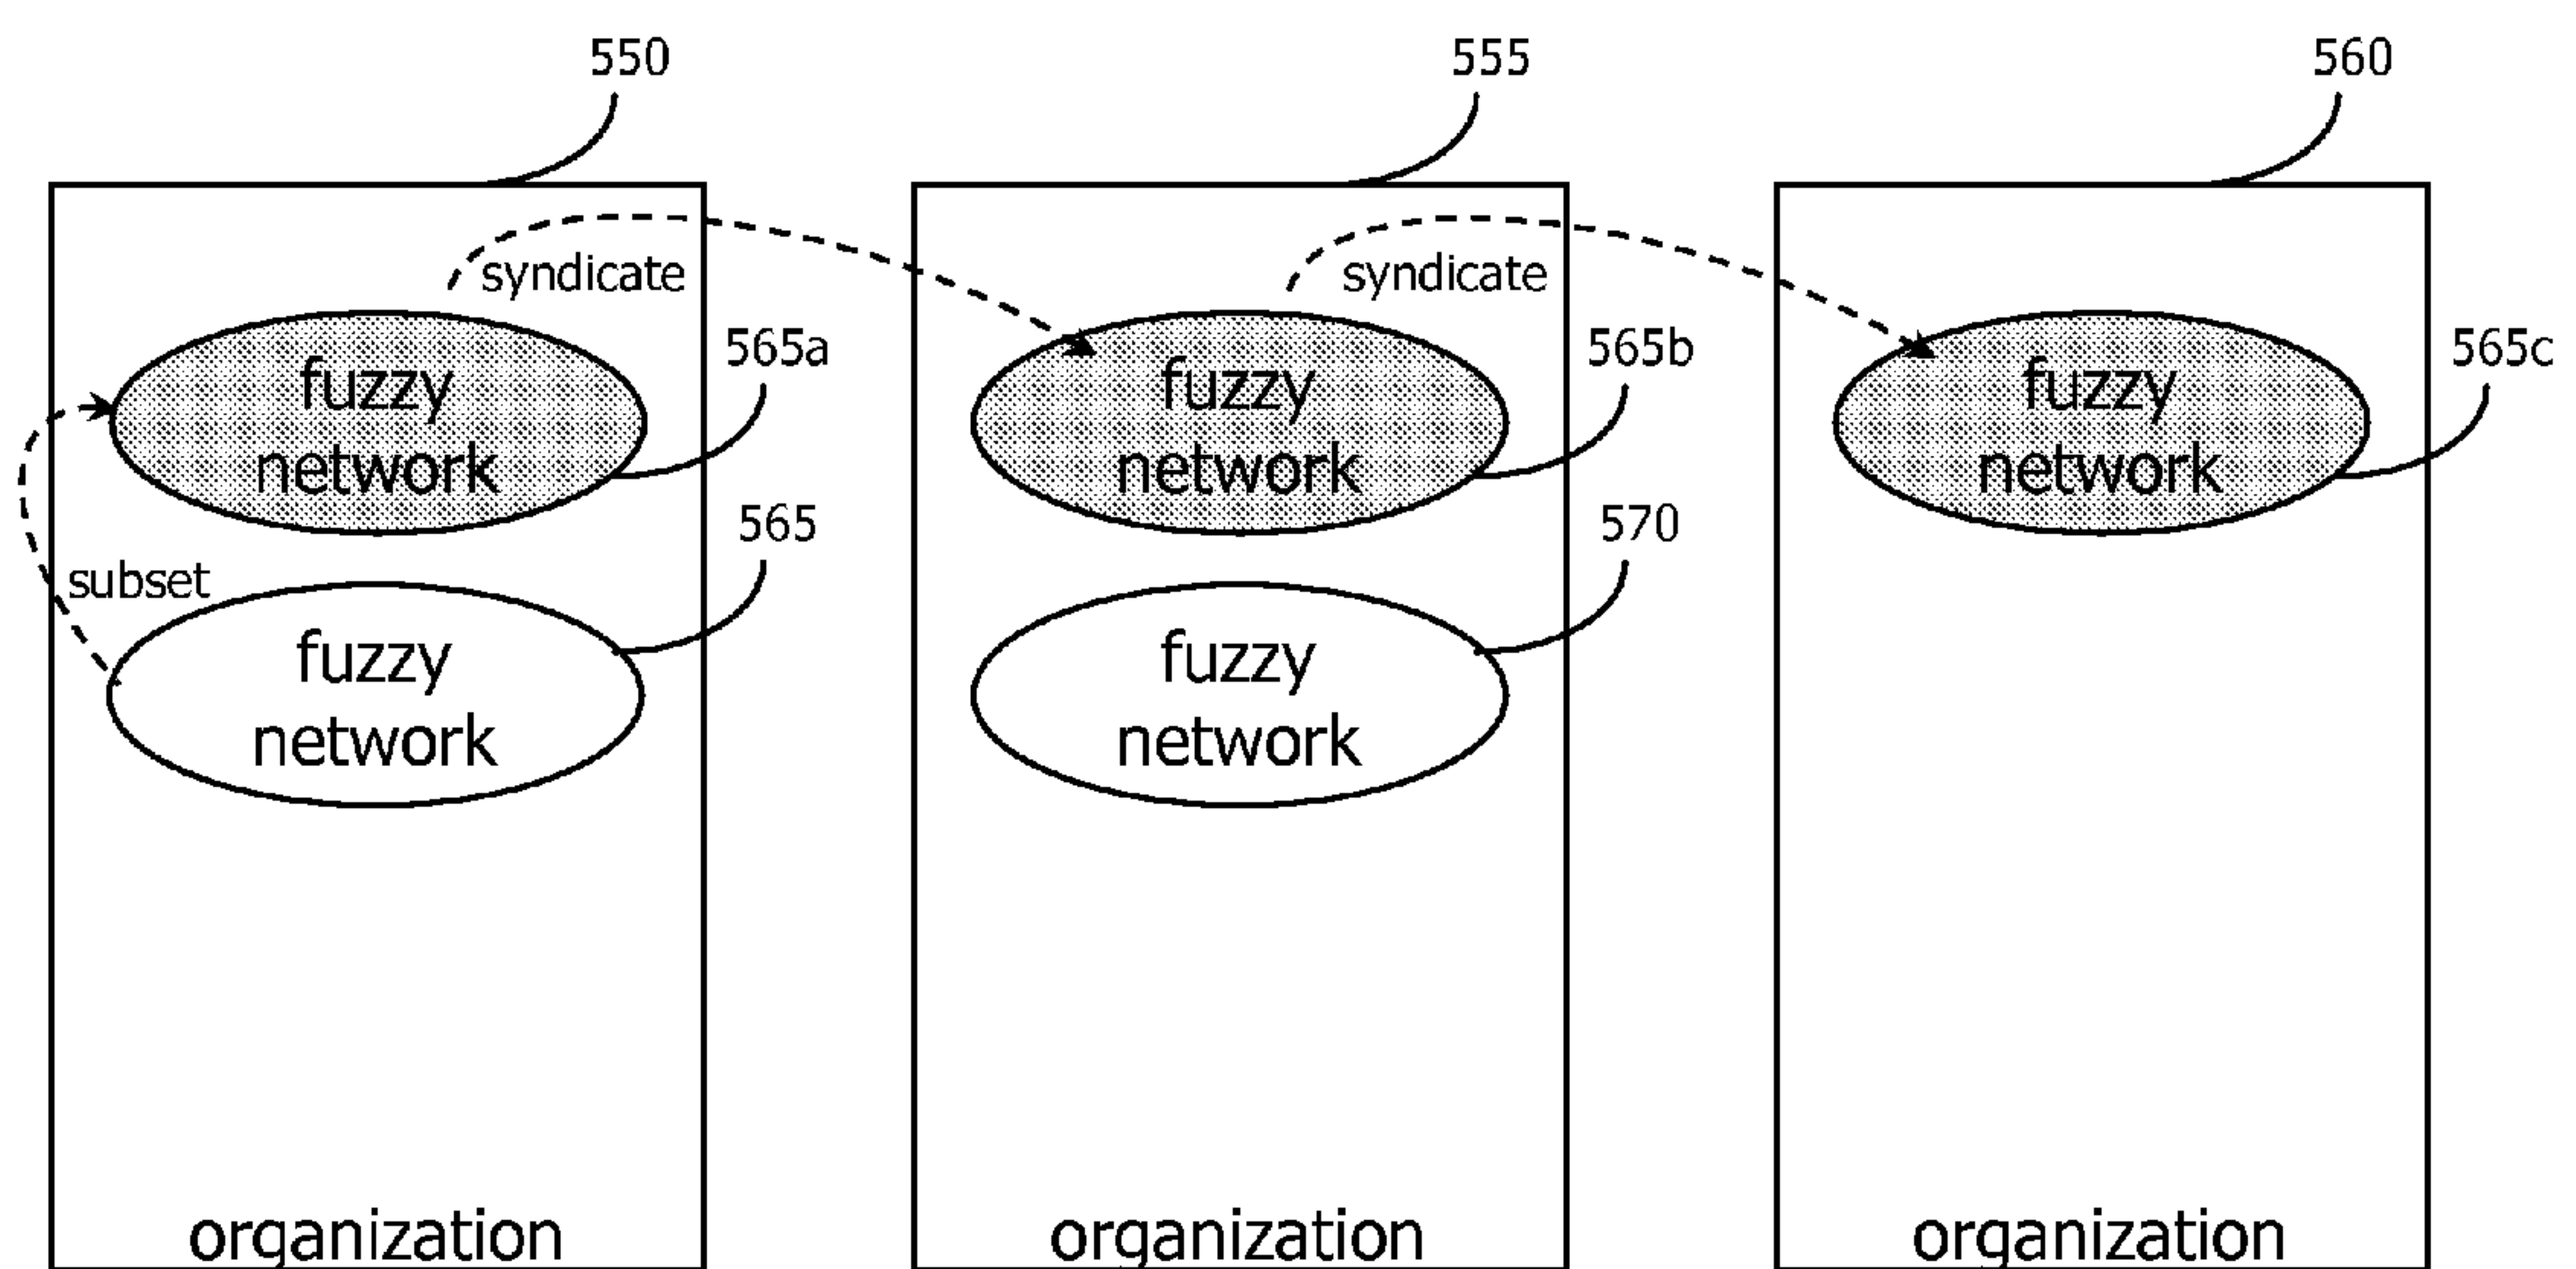 550
555
560
syndicate
syndicate
565a
565b
565c
fuzzy
network
fuzzy
network
fuzzy
network
565
570
subset
fuzzy
network
fuzzy
network
organization
organization
organization